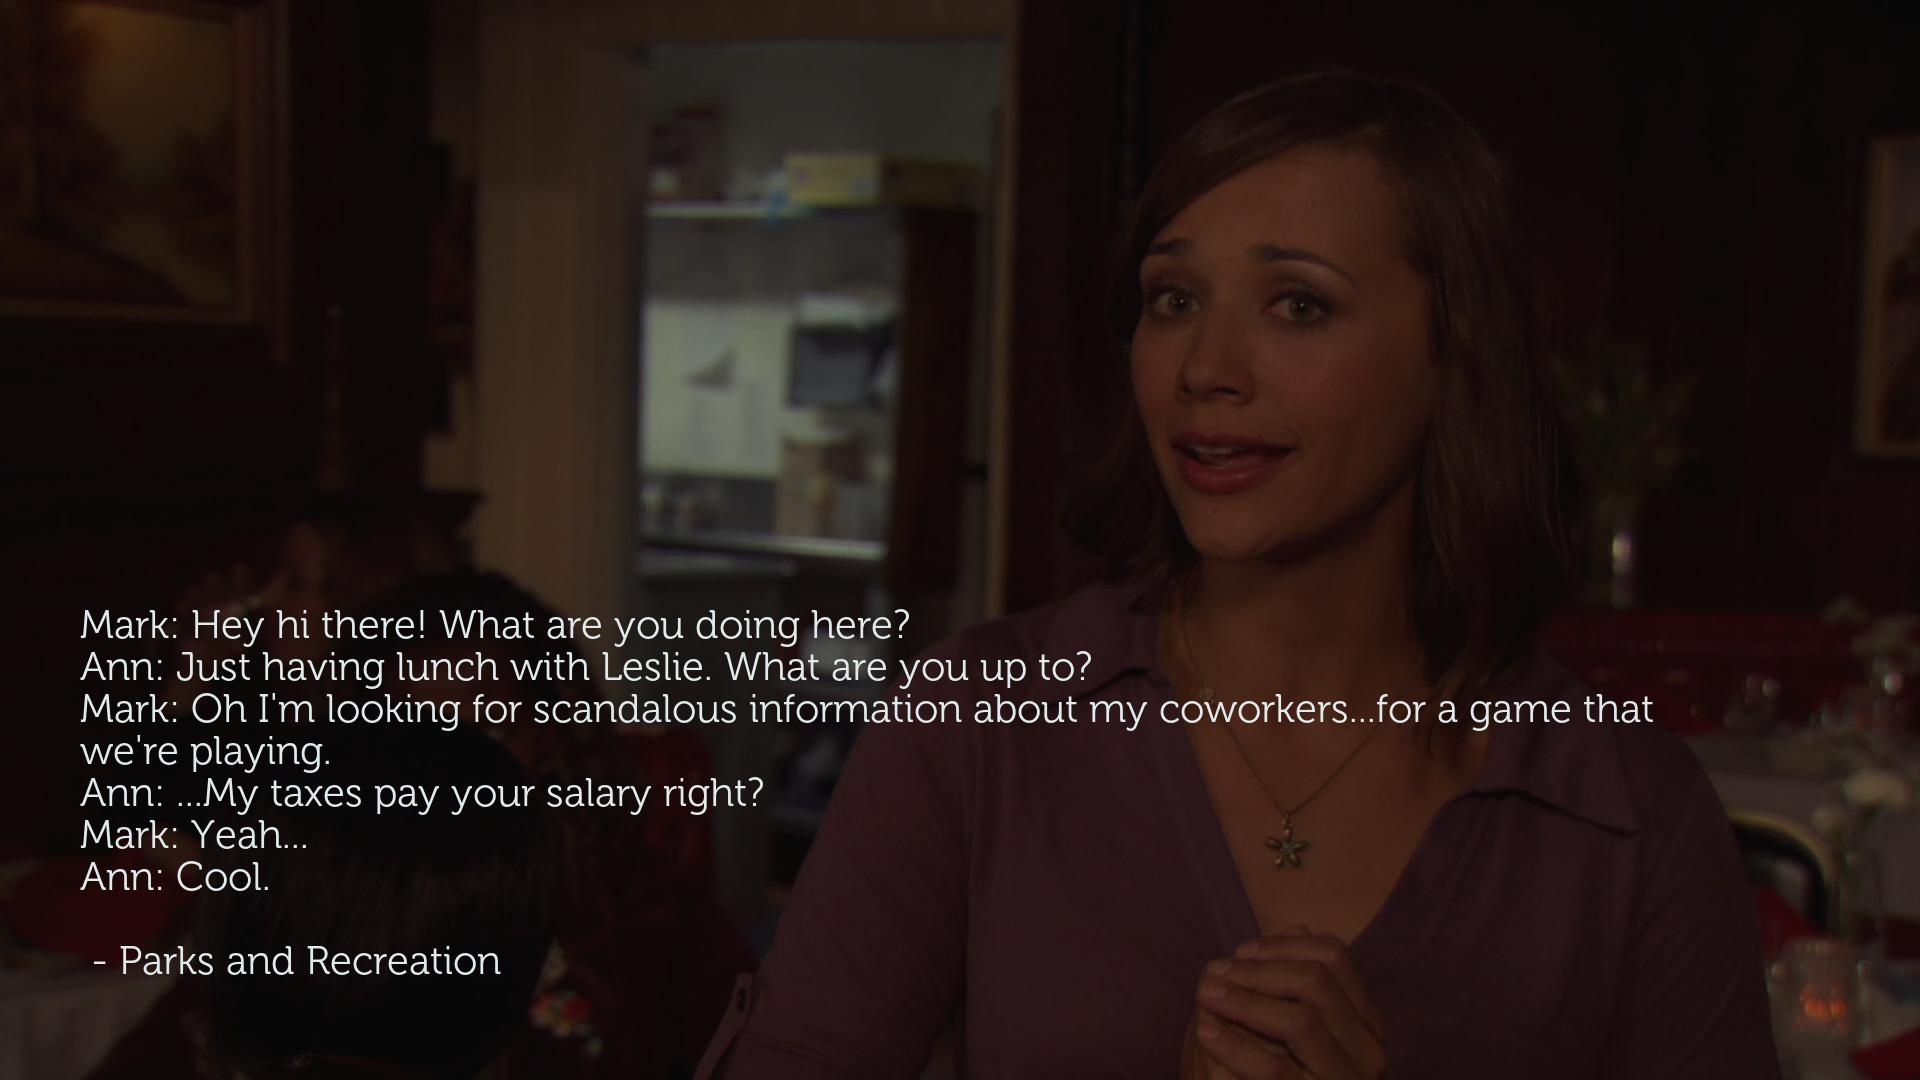 Mark: Hey hi there! What are you doing here?
Ann: Just having lunch with Leslie. What are you up to?
Mark: Oh I'm looking for scandalous information about my coworkers...for a game that
we're playing.
Ann: ...My taxes pay your salary right?
Mark: Yeah...
Ann: Cool.
- Parks and Recreation